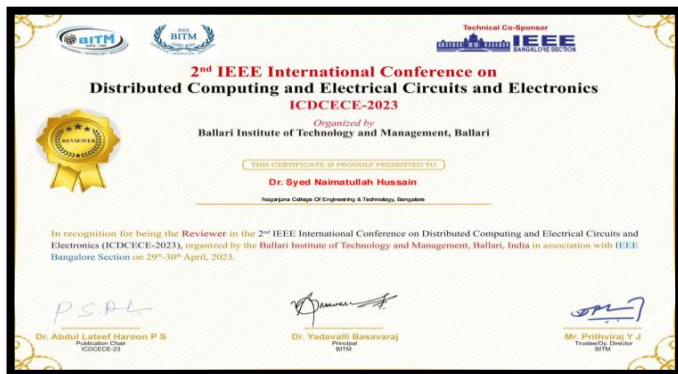 BITM
IEEE
BITM
Technical Co-Sponsor
IEEE
BANGALORE SECTION
2nd IEEE International Conference on
Distributed Computing and Electrical Circuits and Electronics
ICDCECE-2023
Organized by
Ballari Institute of Technology and Management, Ballari
REVIEWER
THIS CERTIFICATE IS PROUDLY PRESENTED TO
Dr. Syed Naimatullah Hussain
Nagarjuna College Of Engineering & Technology, Bangalore
In recognition for being the Reviewer in the 2nd IEEE International Conference on Distributed Computing and Electrical Circuits and
Electronics (ICDCECE-2023), organized by the Ballari Institute of Technology and Management, Ballari, India in association with IEEE
Bangalore Section on 29th-30th April, 2023.
Dr. Abdul Lateef Haroon P S
Publication Chair
ICDCECE-23
Dr. Yadavalli Basavaraj
Principal
BITM
Mr. Prithviraj Y J
Trustee/Dy. Director
BITM